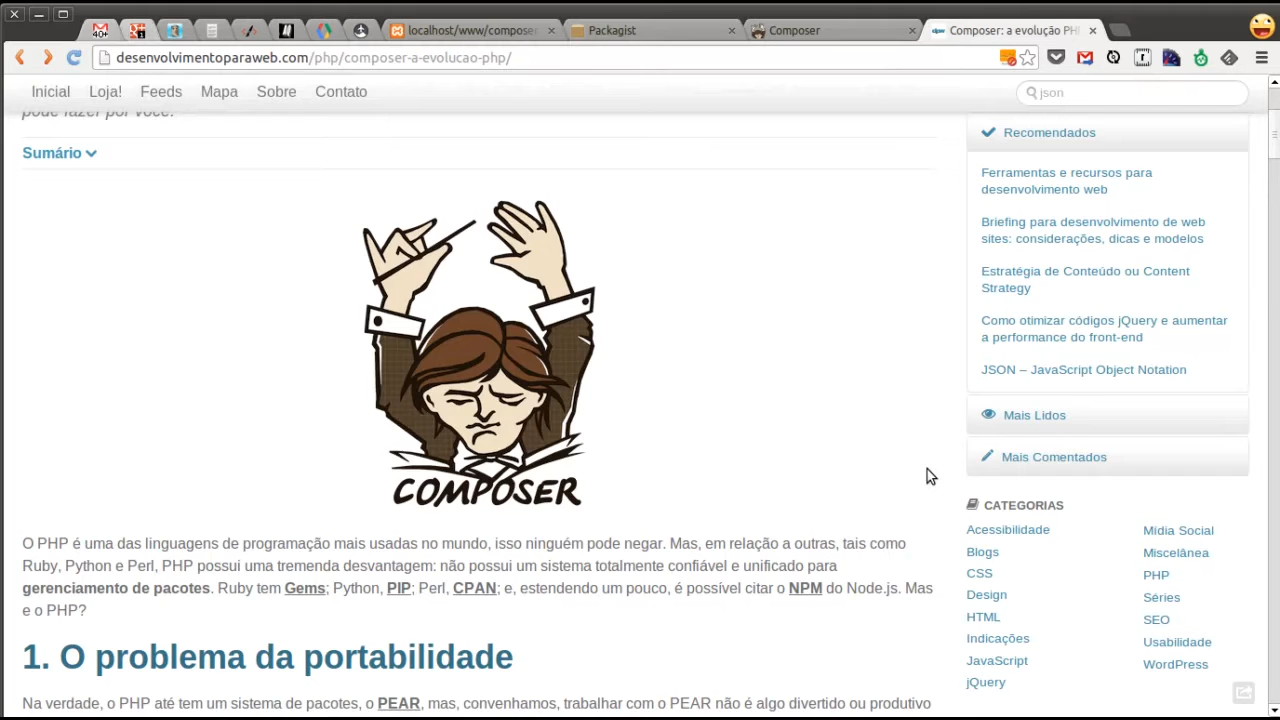 40+
localhost/www/composer
Packagist
Composer
Composer: a evolução PH
desenvolvimentoparaweb.com/php/composer-a-evolucao-php/
Inicial Loja! Feeds Mapa Sobre Contato
json
pode fazer por você.
Sumário
COMPOSER
O PHP é uma das linguagens de programação mais usadas no mundo, isso ninguém pode negar. Mas, em relação a outras, tais como
Ruby, Python e Perl, PHP possui uma tremenda desvantagem: não possui um sistema totalmente confiável e unificado para
gerenciamento de pacotes. Ruby tem Gems; Python, PIP; Perl, CPAN; e, estendendo um pouco, é possível citar o NPM do Node.js. Mas
e o PHP?
1. O problema da portabilidade
Na verdade, o PHP até tem um sistema de pacotes, o PEAR, mas, convenhamos, trabalhar com o PEAR não é algo divertido ou produtivo
Recomendados
Ferramentas e recursos para
desenvolvimento web
Briefing para desenvolvimento de web
sites: considerações, dicas e modelos
Estratégia de Conteúdo ou Content
Strategy
Como otimizar códigos jQuery e aumentar
a performance do front-end
JSON – JavaScript Object Notation
Mais Lidos
Mais Comentados
CATEGORIAS
Acessibilidade
Blogs
CSS
Design
HTML
Indicações
JavaScript
jQuery
Midia Social
Miscelânea
PHP
Séries
SEO
Usabilidade
WordPress